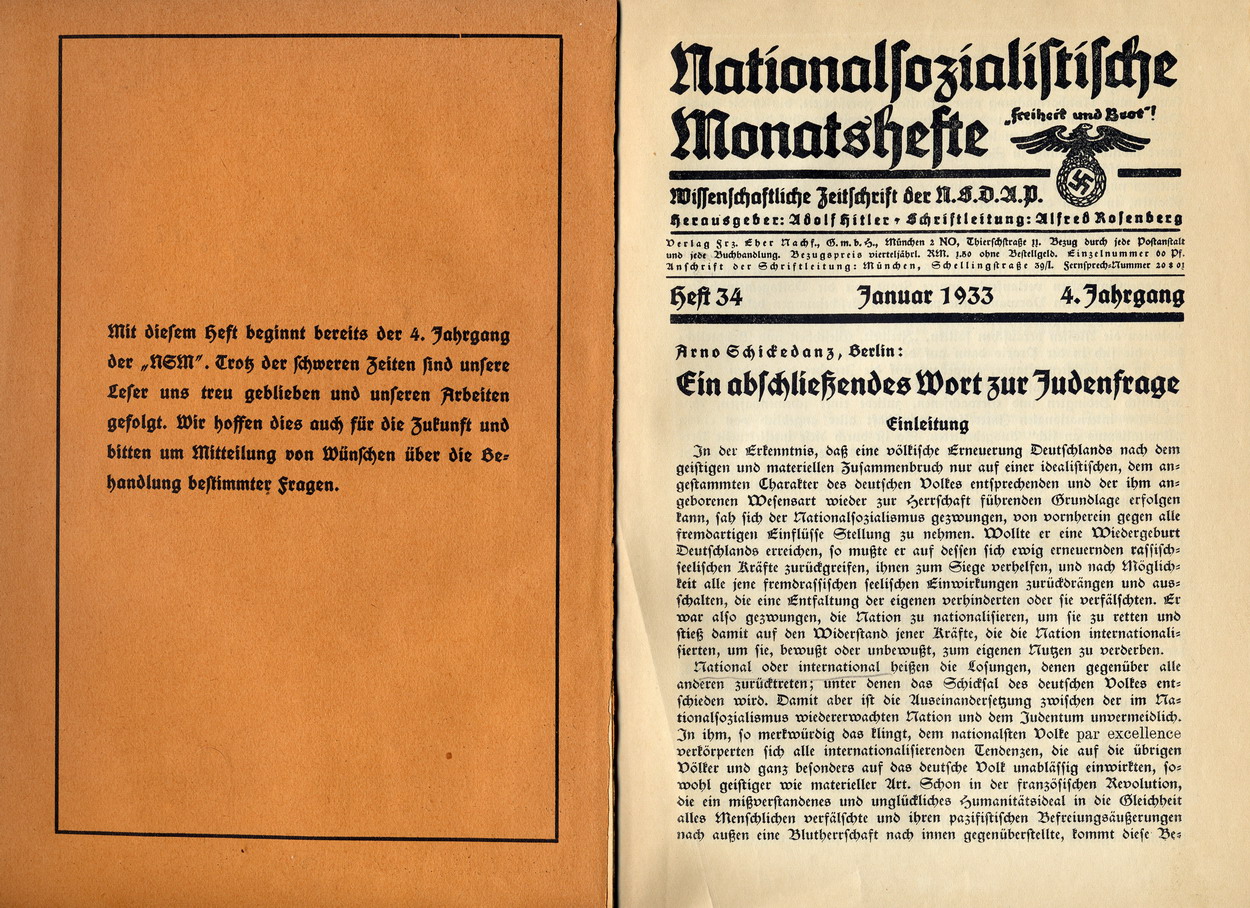 Mit diesem Heft beginnt bereits der 4. Jahrgang
der „NSM“. Trotz der schweren Zeiten sind unsere
Leser uns treu geblieben und unseren Arbeiten
gefolgt. Wir hoffen dies auch für die Zukunft und
bitten um Mitteilung von Wünschen über die Be-
handlung bestimmter Fragen.
Nationalsozialistische
Monatshefte
„Freiheit und Brot“!
Wissenschaftliche Zeitschrift der N.S.D.A.P.
Herausgeber: Adolf Hitler + Schriftleitung: Alfred Rosenberg
Verlag Frz. Eher Nachf., G.m.b.H., München 2 NO, Thierschstraße 11. Bezug durch jede Postanstalt
und jede Buchhandlung. Bezugspreis vierteljährl. RM. 1.80 ohne Bestellgeld. Einzelnummer 60 Pf.
Anschrift der Schriftleitung: München, Schellingstraße 39/I. Fernsprech-Nummer 20801
Heft 34 Januar 1933 4. Jahrgang
Arno Schickedanz, Berlin:
Ein abschließendes Wort zur Judenfrage
Einleitung
In der Erkenntnis, daß eine völkische Erneuerung Deutschlands nach dem
geistigen und materiellen Zusammenbruch nur auf einer idealistischen, dem an-
gestammten Charakter des deutschen Volkes entsprechenden und der ihm an-
geborenen Wesensart wieder zur Herrschaft führenden Grundlage erfolgen
kann, sah sich der Nationalsozialismus gezwungen, von vornherein gegen alle
fremdartigen Einflüsse Stellung zu nehmen. Wollte er eine Wiedergeburt
Deutschlands erreichen, so mußte er auf dessen sich ewig erneuernden rassisch-
seelischen Kräfte zurückgreifen, ihnen zum Siege verhelfen, und nach Möglich-
keit alle jene fremdrassischen seelischen Einwirkungen zurückdrängen und aus-
schalten, die eine Entfaltung der eigenen verhinderten oder sie verfälschten. Er
war also gezwungen, die Nation zu nationalisieren, um sie zu retten und
stieß damit auf den Widerstand jener Kräfte, die die Nation internationali-
sierten, um sie, bewußt oder unbewußt, zum eigenen Nutzen zu verderben.
National oder international heißen die Losungen, denen gegenüber alle
anderen zurücktreten; unter denen das Schicksal des deutschen Volkes ent-
schieden wird. Damit aber ist die Auseinandersetzung zwischen der im Na-
tionalsozialismus wiedererwachten Nation und dem Judentum unvermeidlich.
In ihm, so merkwürdig das klingt, dem nationalsten Volke par excellence
verkörperten sich alle internationalisierenden Tendenzen, die auf die übrigen
Völker und ganz besonders auf das deutsche Volk unablässig einwirkten, so-
wohl geistiger wie materieller Art. Schon in der französischen Revolution,
die ein mißverstandenes und unglückliches Humanitätsideal in die Gleichheit
alles Menschlichen verfälschte und ihren pazifistischen Befreiungsäußerungen
nach außen eine Blutherrschaft nach innen gegenüberstellte, kommt diese Be-